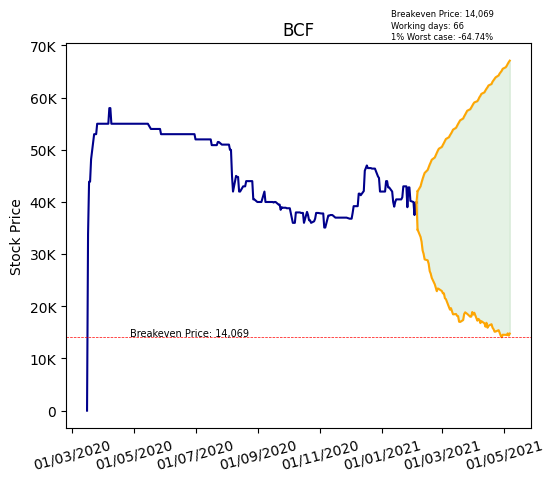 Breakeven Price: 14,069
Working days: 66
1% Worst case: -64.74%
BCF
Stock Price
70K
60K
50K
40K
30K
20K
10K
0
Breakeven Price: 14,069
01/03/2020
01/05/2020
01/07/2020
01/09/2020
01/11/2020
01/01/2021
01/03/2021
01/05/2021